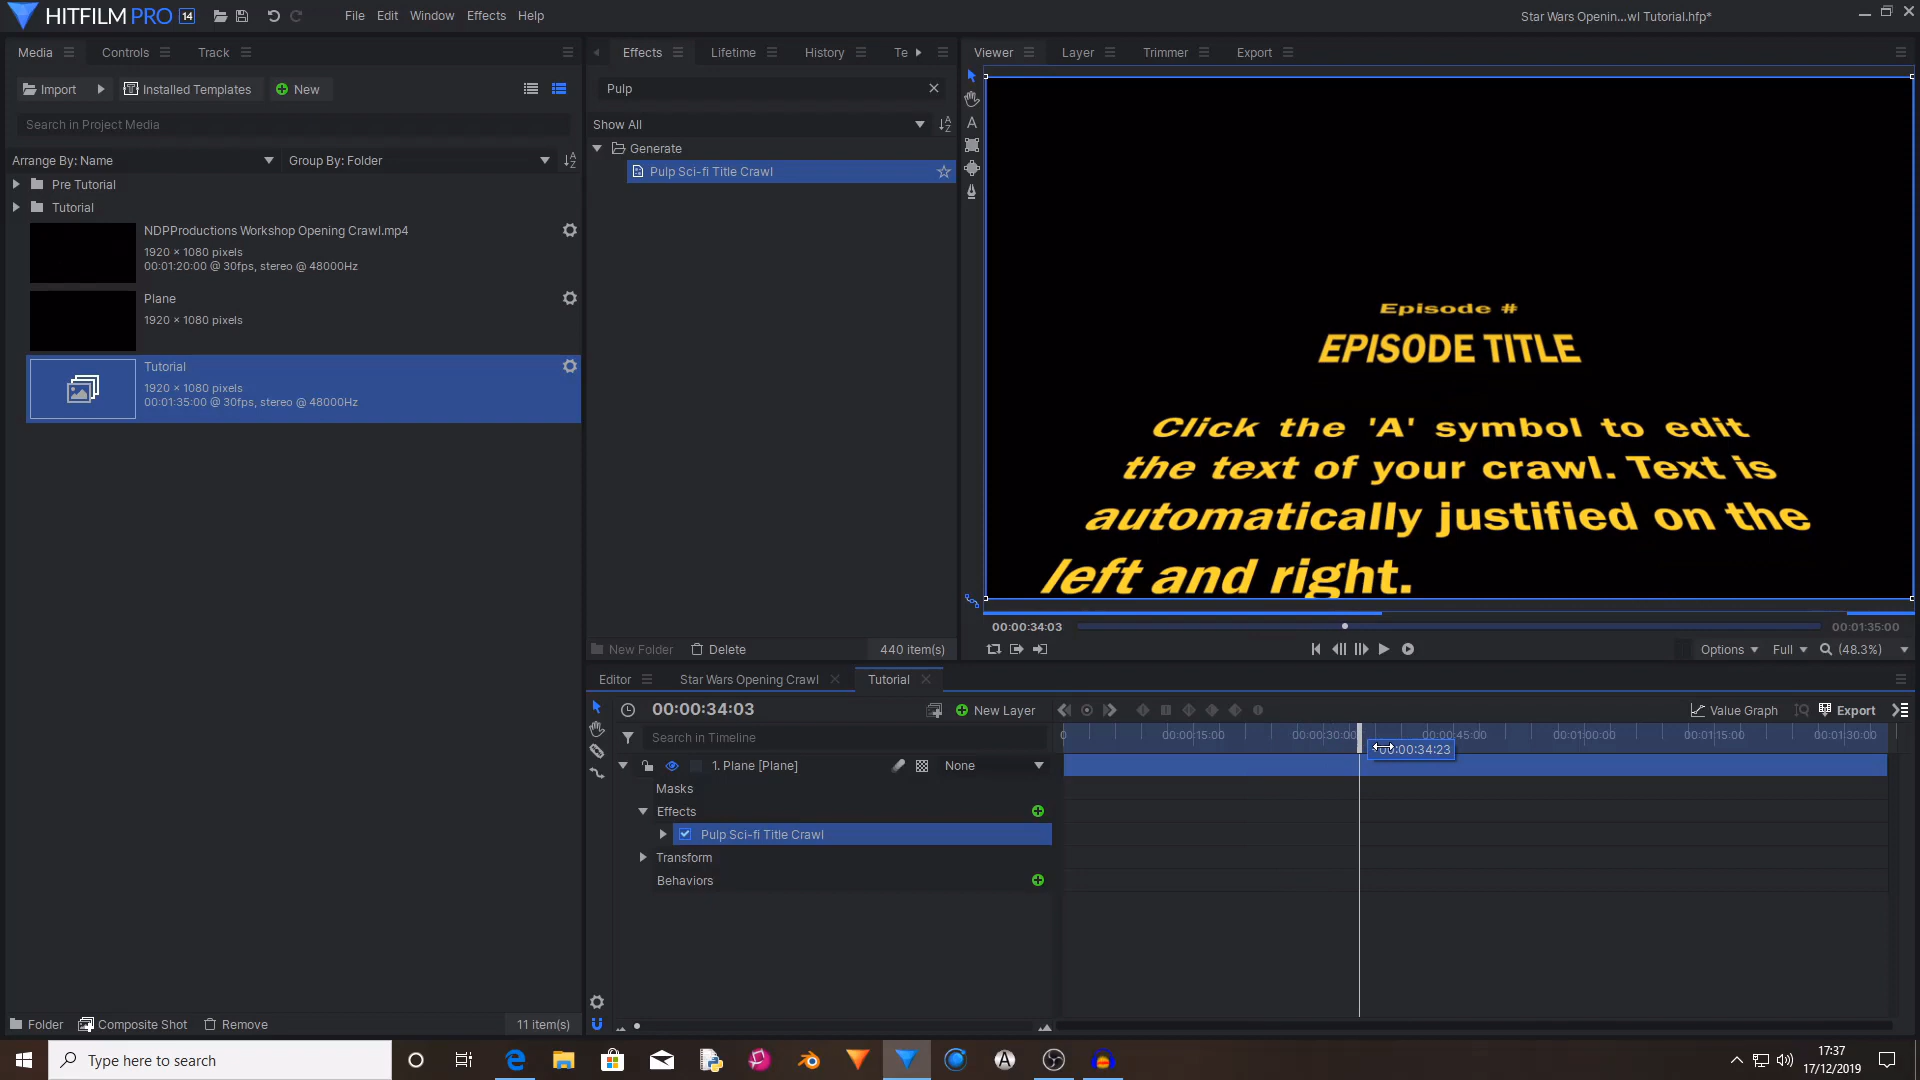 HITFILM PRO 14
File Edit Window Effects Help
Star Wars Openin...wl Tutorial.hfp*
Media Controls Track
Effects Lifetime History Te
Viewer Layer Trimmer Export
Import Installed Templates New
Pulp
Search in Project Media
Show All
Arrange By: Name Group By: Folder
Generate
Pulp Sci-fi Title Crawl
Pre Tutorial
Tutorial
NDPProductions Workshop Opening Crawl.mp4
1920 × 1080 pixels
00:01:20:00 @ 30fps, stereo @ 48000Hz
Plane
1920 × 1080 pixels
Tutorial
1920 × 1080 pixels
00:01:35:00 @ 30fps, stereo @ 48000Hz
Episode #
EPISODE TITLE
Click the 'A' symbol to edit
the text of your crawl. Text is
automatically justified on the
left and right.
00:00:34:03 00:01:35:00
New Folder Delete 440 item(s)
Options Full (48.3%)
Editor Star Wars Opening Crawl Tutorial
00:00:34:03 New Layer Value Graph Export
Search in Timeline
0 00:00:15:00 00:00:30:00 00:00:45:00 00:01:00:00 00:01:15:00 00:01:30:00
00:00:34:23
1. Plane [Plane] None
Masks
Effects
Pulp Sci-fi Title Crawl
Transform
Behaviors
Folder Composite Shot Remove 11 item(s)
Type here to search
17:37
17/12/2019